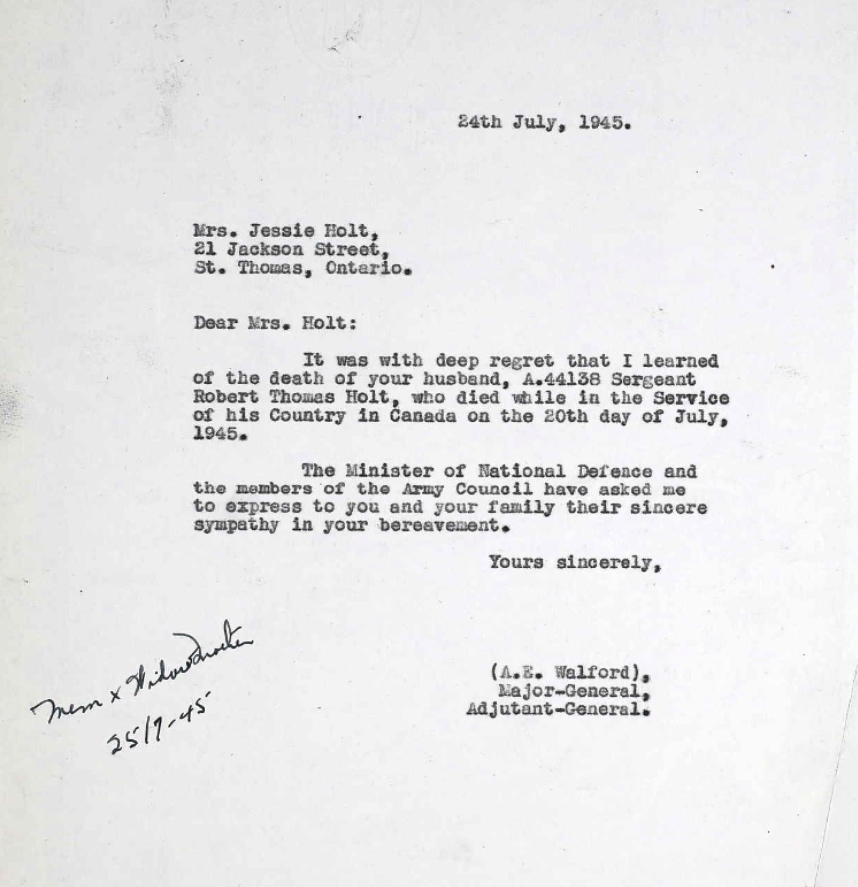 24th July, 1945.
Mrs. Jessie Holt,
21 Jackson Street,
St. Thomas, Ontario.
Dear Mrs. Holt:
It was with deep regret that I learned
of the death of your husband, A.44138 Sergeant
Robert Thomas Holt, who died while in the Service
of his Country in Canada on the 20th day of July,
1945.
The Minister of National Defence and
the members of the Army Council have asked me
to express to you and your family their sincere
sympathy in your bereavement.
Yours sincerely,
(A.E. Walford),
Major-General,
Adjutant-General.
Mem x Widow & mother
25/7-45